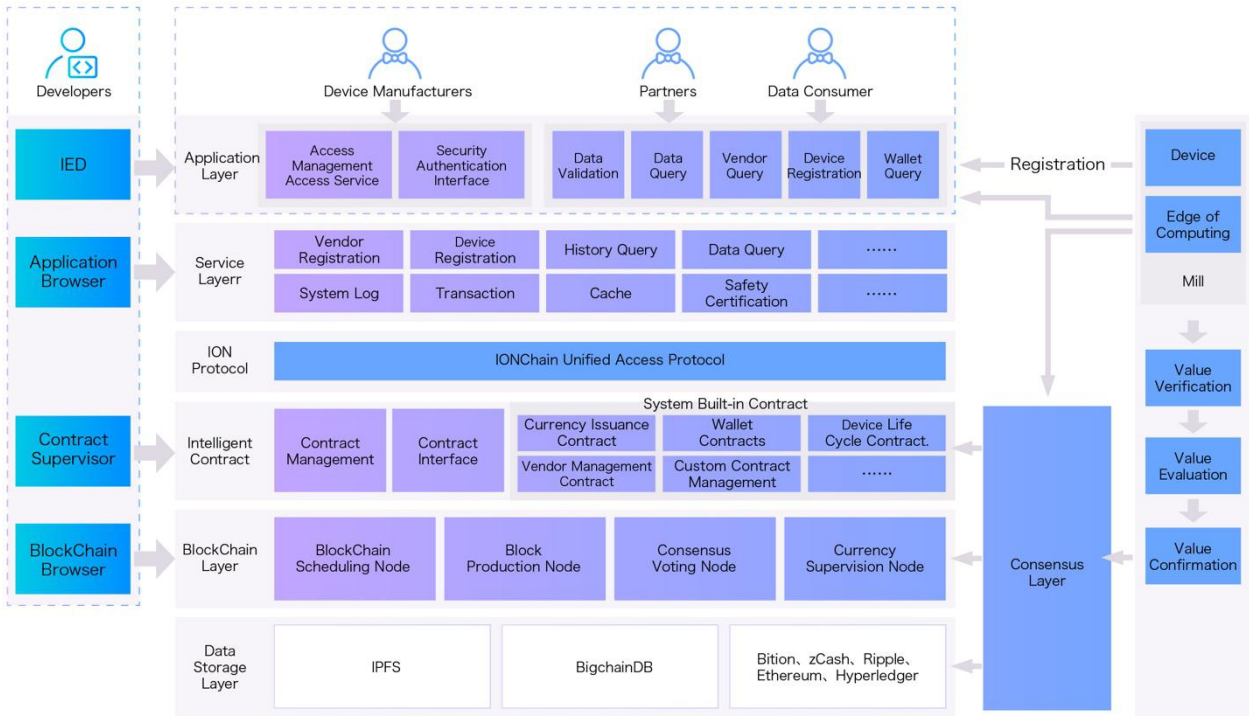 Developers
Device Manufacturers
Partners
Data Consumer
IED
Application
Layer
Access
Management
Access Service
Security
Authentication
Interface
Data
Validation
Data
Query
Vendor
Query
Device
Registration
Wallet
Query
Registration
Device
Edge of
Computing
Mill
Application
Browser
Service
Layerr
Vendor
Registration
Device
Registration
History Query
Data Query
······
System Log
Transaction
Cache
Safety
Certification
······
ION
Protocol
IONChain Unified Access Protocol
Value
Verification
Contract
Supervisor
Intelligent
Contract
Contract
Management
Contract
Interface
System Built-in Contract
Currency Issuance
Contract
Wallet
Contracts
Device Life
Cycle Contract.
Vendor Management
Contract
Custom Contract
Management
······
Value
Evaluation
BlockChain
Browser
BlockChain
Layer
BlockChain
Scheduling Node
Block
Production Node
Consensus
Voting Node
Currency
Supervision Node
Consensus
Layer
Value
Confirmation
Data
Storage
Layer
IPFS
BigchainDB
Bition、zCash、Ripple、
Ethereum、Hyperledger